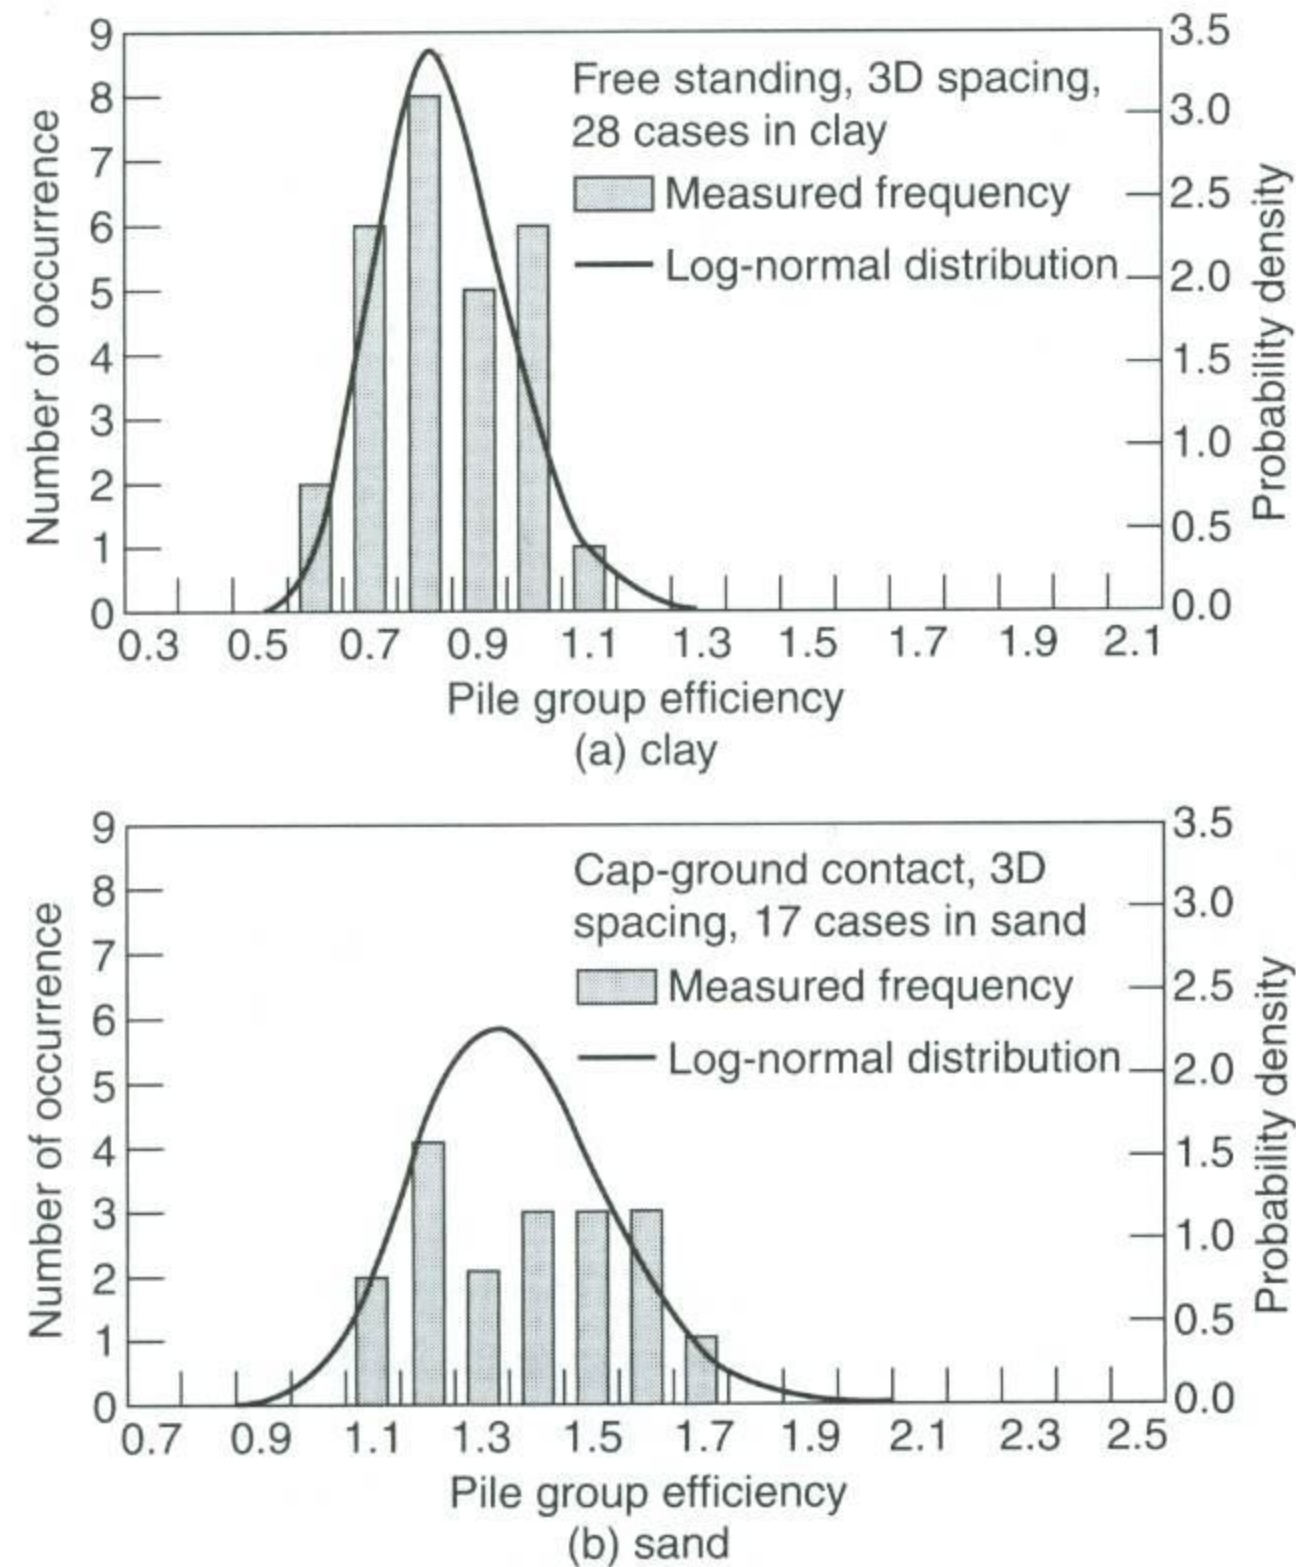 9
8
7
6
5
4
3
2
1
0
Number of occurrence
3.5
3.0
2.5
2.0
1.5
1.0
0.5
0.0
Probability density
Free standing, 3D spacing,
28 cases in clay
Measured frequency
Log-normal distribution
0.3 0.5 0.7 0.9 1.1 1.3 1.5 1.7 1.9 2.1
Pile group efficiency
(a) clay
9
8
7
6
5
4
3
2
1
0
Number of occurrence
3.5
3.0
2.5
2.0
1.5
1.0
0.5
0.0
Probability density
Cap-ground contact, 3D
spacing, 17 cases in sand
Measured frequency
Log-normal distribution
0.7 0.9 1.1 1.3 1.5 1.7 1.9 2.1 2.3 2.5
Pile group efficiency
(b) sand